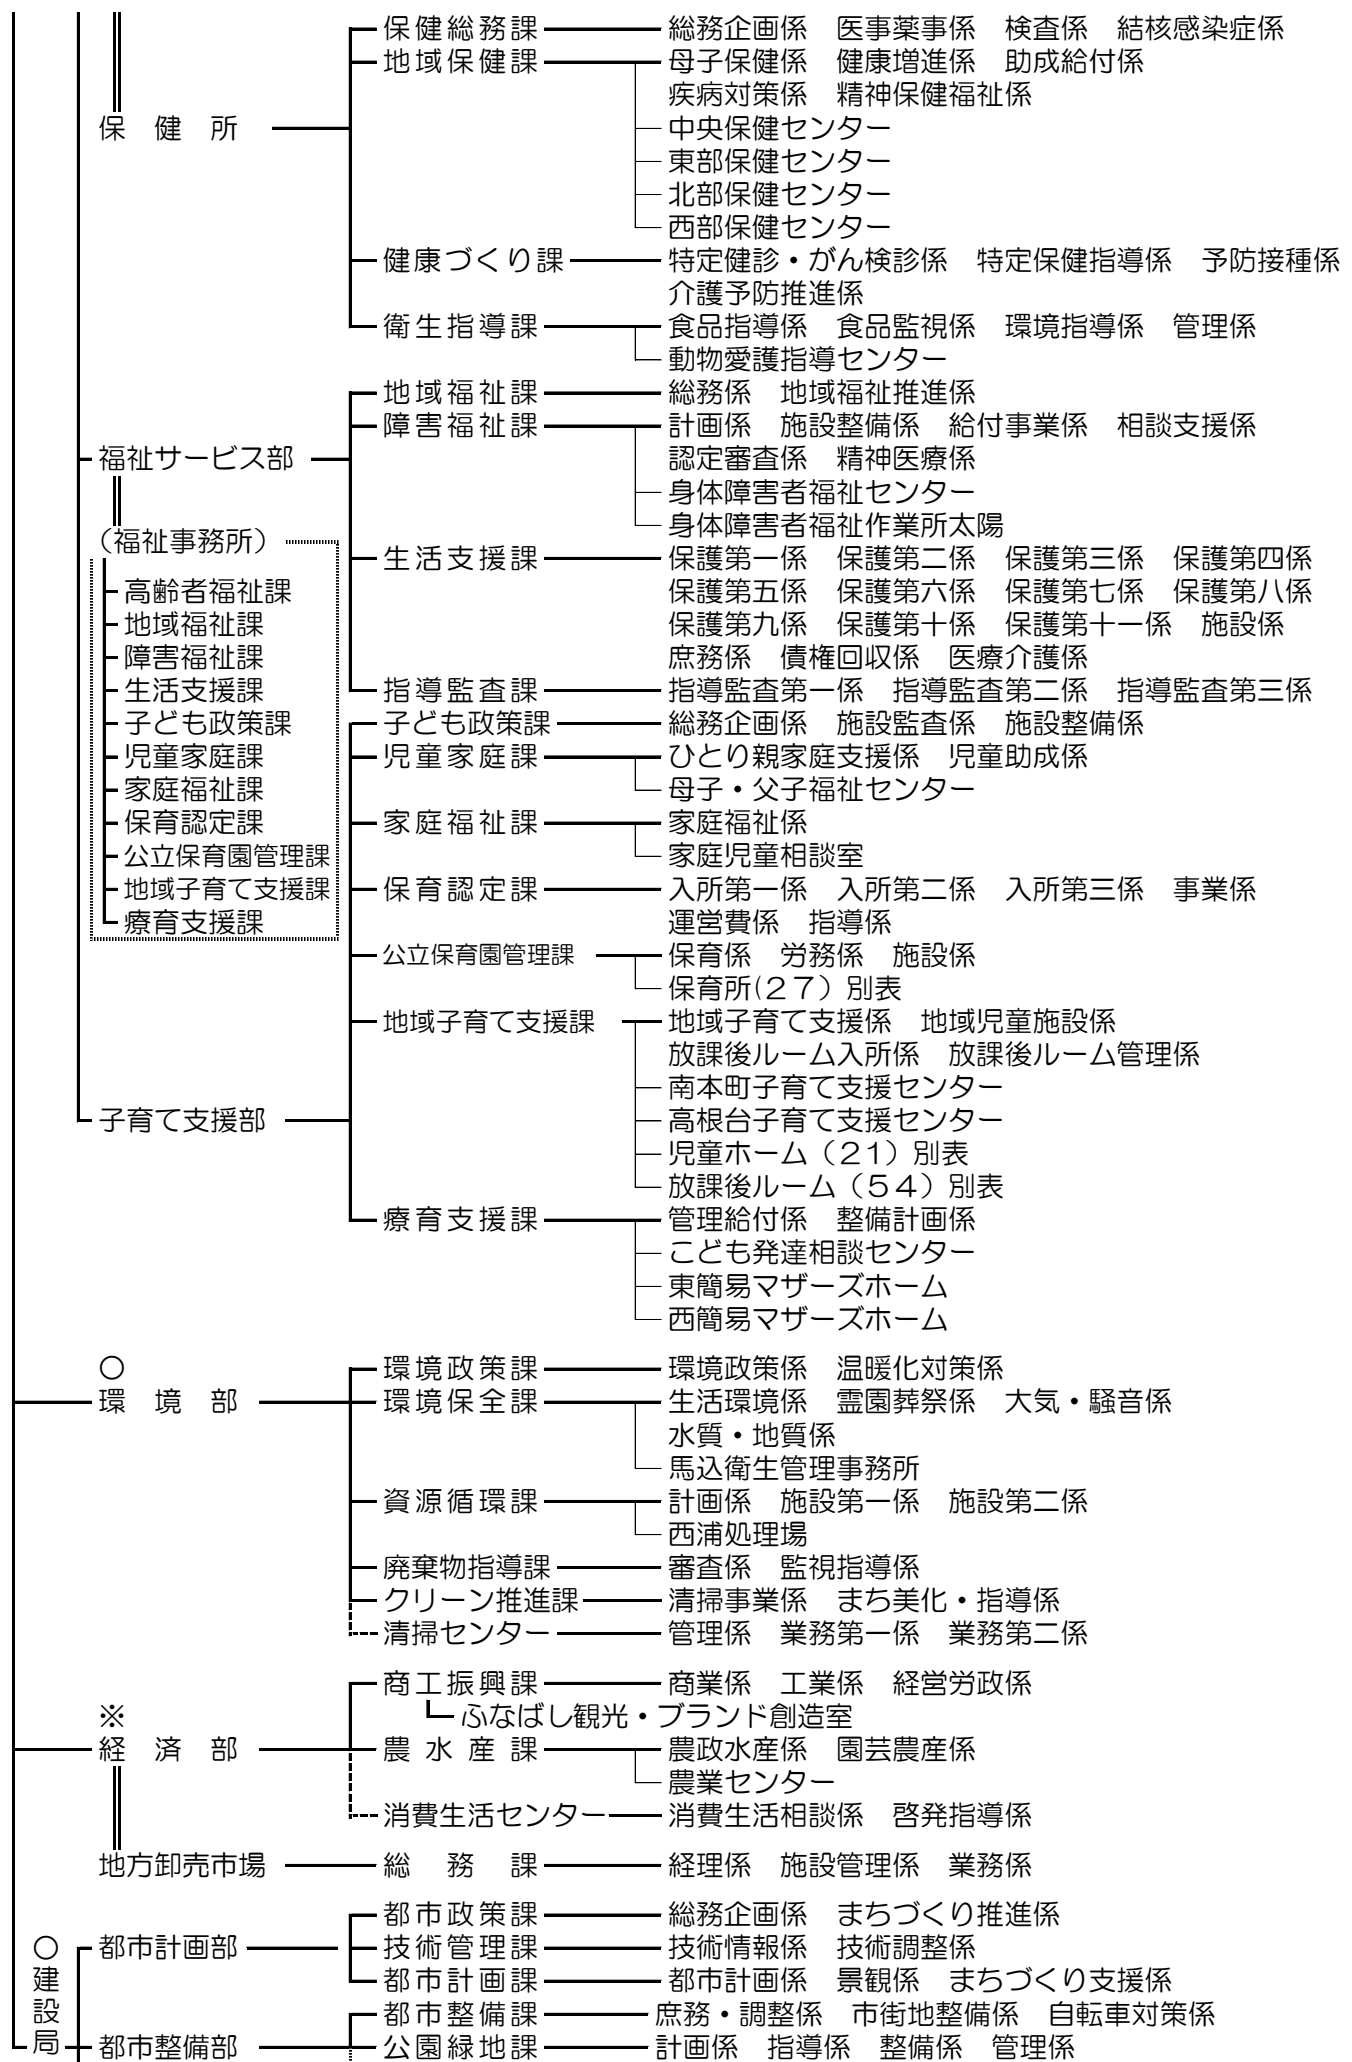 保健総務課 総務企画係 医事薬事係 検査係 結核感染症係
地域保健課 母子保健係 健康増進係 助成給付係
疾病対策係 精神保健福祉係
保健所 中央保健センター
東部保健センター
北部保健センター
西部保健センター
健康づくり課 特定健診・がん検診係 特定保健指導係 予防接種係
介護予防推進係
衛生指導課 食品指導係 食品監視係 環境指導係 管理係
動物愛護指導センター
地域福祉課 総務係 地域福祉推進係
障害福祉課 計画係 施設整備係 給付事業係 相談支援係
福祉サービス部 認定審査係 精神医療係
身体障害者福祉センター
身体障害者福祉作業所太陽
（福祉事務所）
生活支援課 保護第一係 保護第二係 保護第三係 保護第四係
高齢者福祉課 保護第五係 保護第六係 保護第七係 保護第八係
地域福祉課 保護第九係 保護第十係 保護第十一係 施設係
障害福祉課 庶務係 債権回収係 医療介護係
生活支援課 指導監査課 指導監査第一係 指導監査第二係 指導監査第三係
子ども政策課 子ども政策課 総務企画係 施設監査係 施設整備係
児童家庭課 児童家庭課 ひとり親家庭支援係 児童助成係
家庭福祉課 母子・父子福祉センター
保育認定課 家庭福祉課 家庭福祉係
公立保育園管理課 家庭児童相談室
地域子育て支援課 保育認定課 入所第一係 入所第二係 入所第三係 事業係
療育支援課 運営費係 指導係
公立保育園管理課 保育係 労務係 施設係
保育所(２７）別表
地域子育て支援課 地域子育て支援係 地域児童施設係
放課後ルーム入所係 放課後ルーム管理係
南本町子育て支援センター
子育て支援部 高根台子育て支援センター
児童ホーム（２１）別表
放課後ルーム（５４）別表
療育支援課 管理給付係 整備計画係
こども発達相談センター
東簡易マザーズホーム
西簡易マザーズホーム
○ 環境政策課 環境政策係 温暖化対策係
環境部 環境保全課 生活環境係 霊園葬祭係 大気・騒音係
水質・地質係
馬込衛生管理事務所
資源循環課 計画係 施設第一係 施設第二係
西浦処理場
廃棄物指導課 審査係 監視指導係
クリーン推進課 清掃事業係 まち美化・指導係
清掃センター 管理係 業務第一係 業務第二係
商工振興課 商業係 工業係 経営労政係
※ ふなばし観光・ブランド創造室
経済部 農水産課 農政水産係 園芸農産係
農業センター
消費生活センター 消費生活相談係 啓発指導係
地方卸売市場 総務課 経理係 施設管理係 業務係
都市政策課 総務企画係 まちづくり推進係
○建設局 都市計画部 技術管理課 技術情報係 技術調整係
都市計画課 都市計画係 景観係 まちづくり支援係
都市整備課 庶務・調整係 市街地整備係 自転車対策係
都市整備部 公園緑地課 計画係 指導係 整備係 管理係